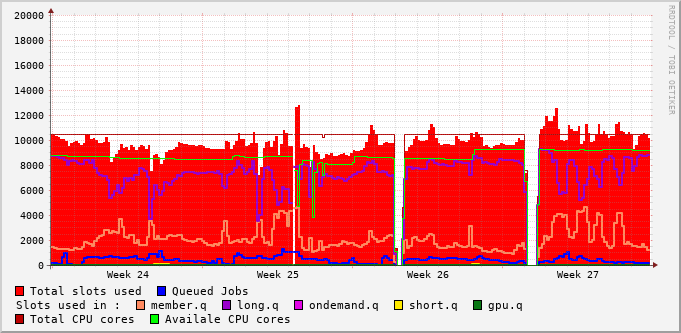 20000
18000
16000
14000
12000
10000
8000
6000
4000
2000
0
Week 24 Week 25 Week 26 Week 27
RRDTOOL / TOBI OETIKER
Total slots used Queued Jobs
Slots used in : member.q long.q ondemand.q short.q gpu.q
Total CPU cores Availale CPU cores